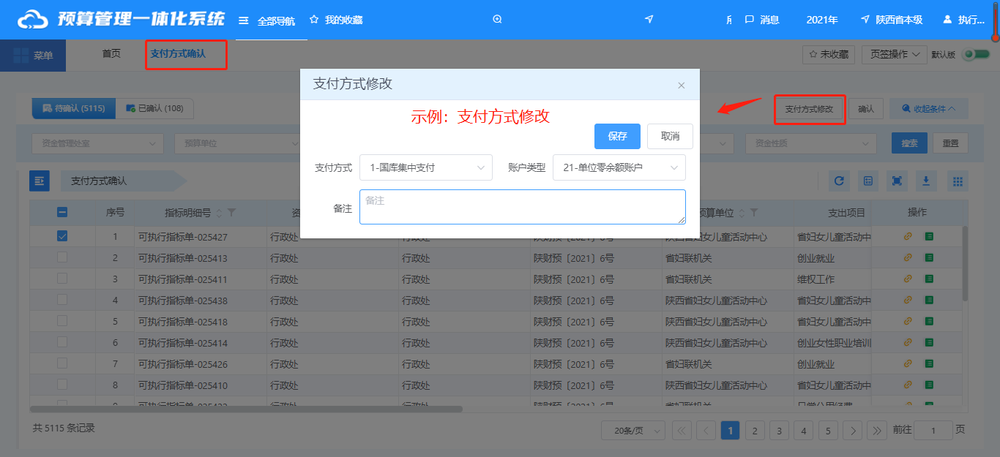 预算管理一体化系统 全部导航 我的收藏 消息 2021年 陕西省本级 执行...
菜单 首页 支付方式确认 未收藏 页签操作 默认版
支付方式修改
待确认 (5115) 已确认 (108) 支付方式修改 确认 收起条件
示例：支付方式修改
保存 取消
资金管理处室 预算单位 资金性质 搜索 重置
支付方式 1-国库集中支付 账户类型 21-单位零余额账户
支付方式确认
备注 备注
序号 指标明细号 资 预算单位 支出项目 操作
1 可执行指标单-025427 行政处 行政处 陕财预〔2021〕6号 陕西省妇女儿童活动中心 省妇女儿童活动中
2 可执行指标单-025413 行政处 行政处 陕财预〔2021〕6号 省妇联机关 创业就业
3 可执行指标单-025411 行政处 行政处 陕财预〔2021〕6号 省妇联机关 维权工作
4 可执行指标单-025438 行政处 行政处 陕财预〔2021〕6号 陕西省妇女儿童活动中心 省妇女儿童活动中
5 可执行指标单-025418 行政处 行政处 陕财预〔2021〕6号 陕西省妇女儿童活动中心 省妇女儿童活动中
6 可执行指标单-025414 行政处 行政处 陕财预〔2021〕6号 陕西省妇女儿童活动中心 创业女性职业培训
7 可执行指标单-025426 行政处 行政处 陕财预〔2021〕6号 省妇联机关 创业就业
8 可执行指标单-025410 行政处 行政处 陕财预〔2021〕6号 陕西省妇女儿童活动中心 省妇女儿童活动中
共 5115 条记录 20条/页 1 2 3 4 5 前往 1 页